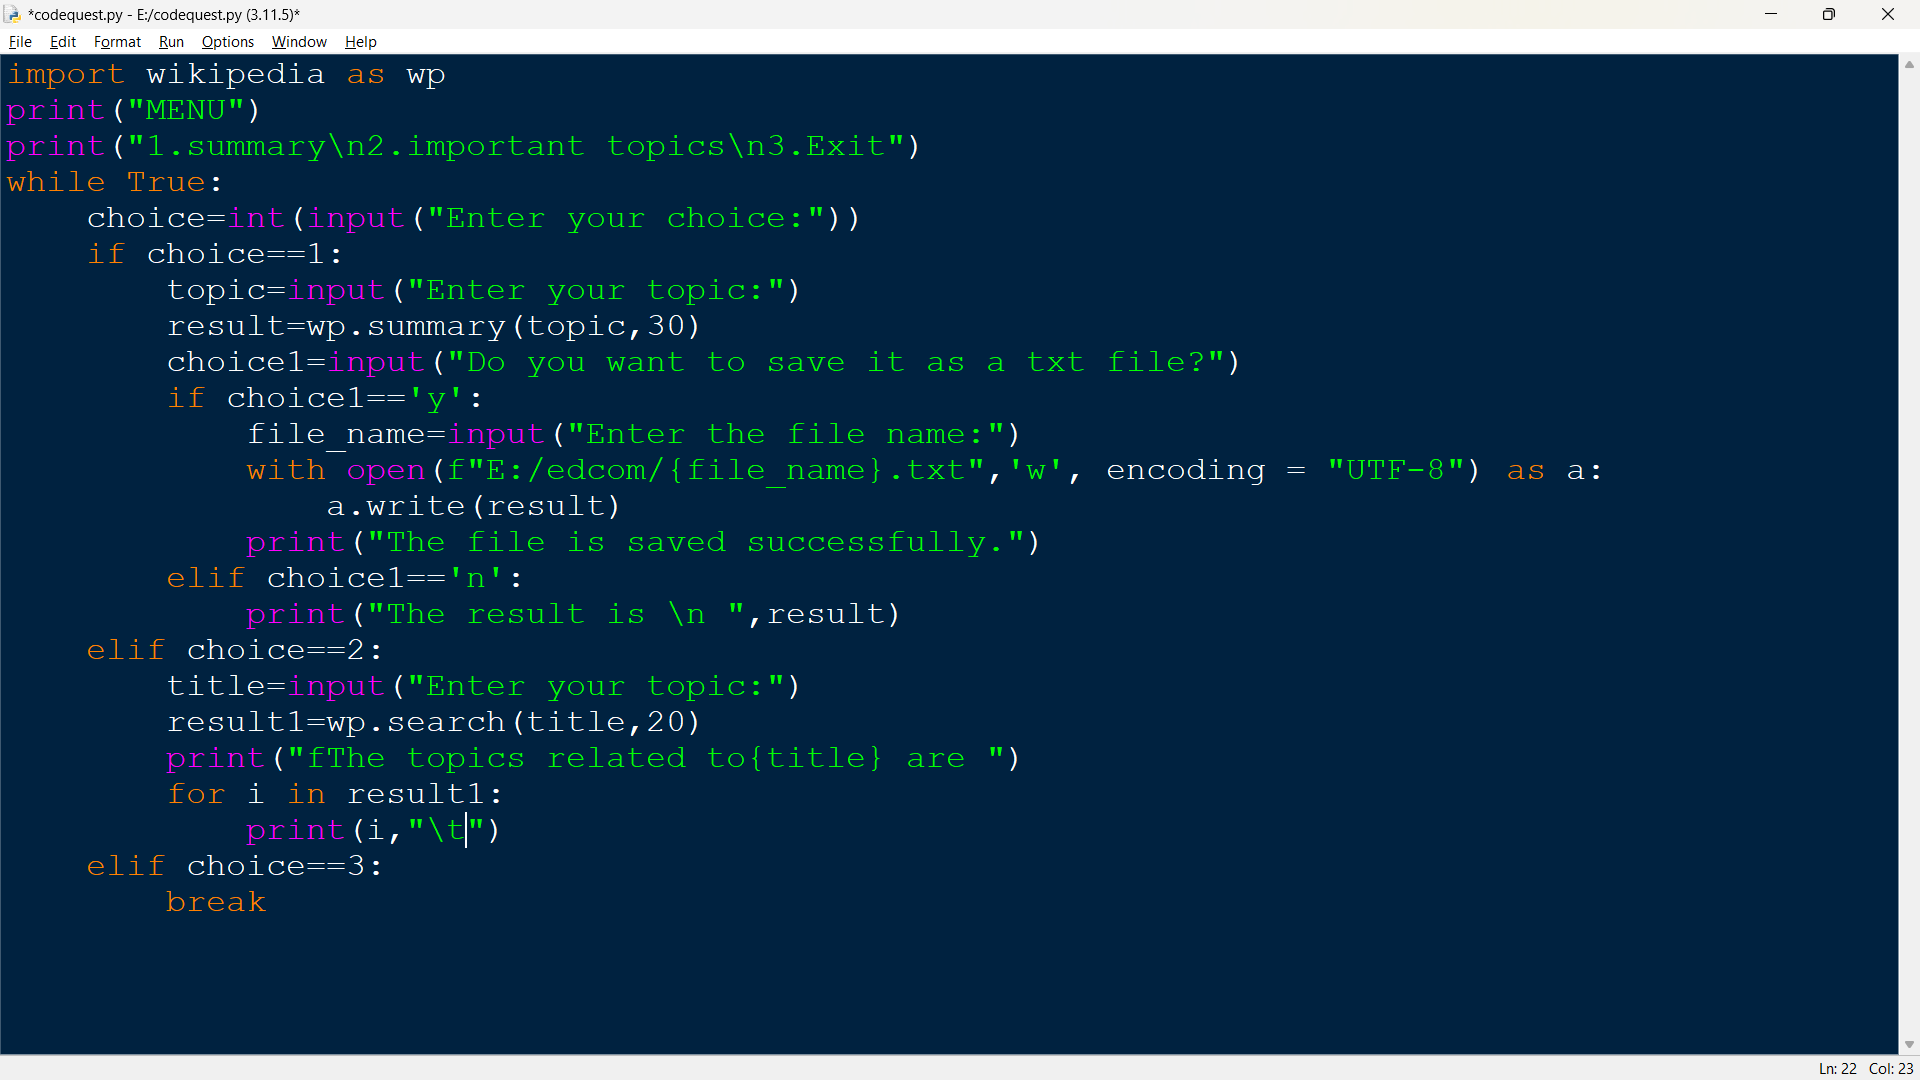 *codequest.py - E:/codequest.py (3.11.5)*
File Edit Format Run Options Window Help
import wikipedia as wp
print("MENU")
print("1.summary\n2.important topics\n3.Exit")
while True:
    choice=int(input("Enter your choice:"))
    if choice==1:
        topic=input("Enter your topic:")
        result=wp.summary(topic,30)
        choice1=input("Do you want to save it as a txt file?")
        if choice1=='y':
            file_name=input("Enter the file name:")
            with open(f"E:/edcom/{file_name}.txt",'w', encoding = "UTF-8") as a:
                a.write(result)
            print("The file is saved successfully.")
        elif choice1=='n':
            print("The result is \n ",result)
    elif choice==2:
        title=input("Enter your topic:")
        result1=wp.search(title,20)
        print("fThe topics related to{title} are ")
        for i in result1:
            print(i,"\t")
    elif choice==3:
        break
Ln: 22 Col: 23